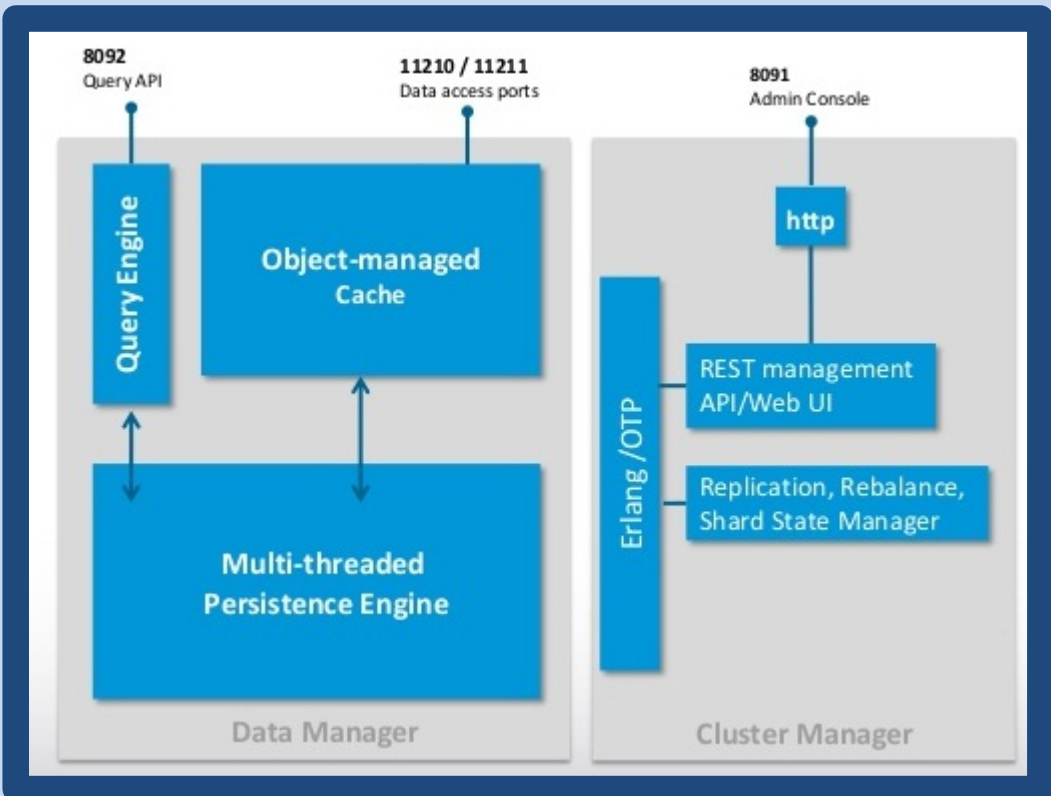 8092
Query API
11210 / 11211
Data access ports
8091
Admin Console
Query Engine
Object-managed
Cache
Multi-threaded
Persistence Engine
Data Manager
http
Erlang /OTP
REST management
API/Web UI
Replication, Rebalance,
Shard State Manager
Cluster Manager